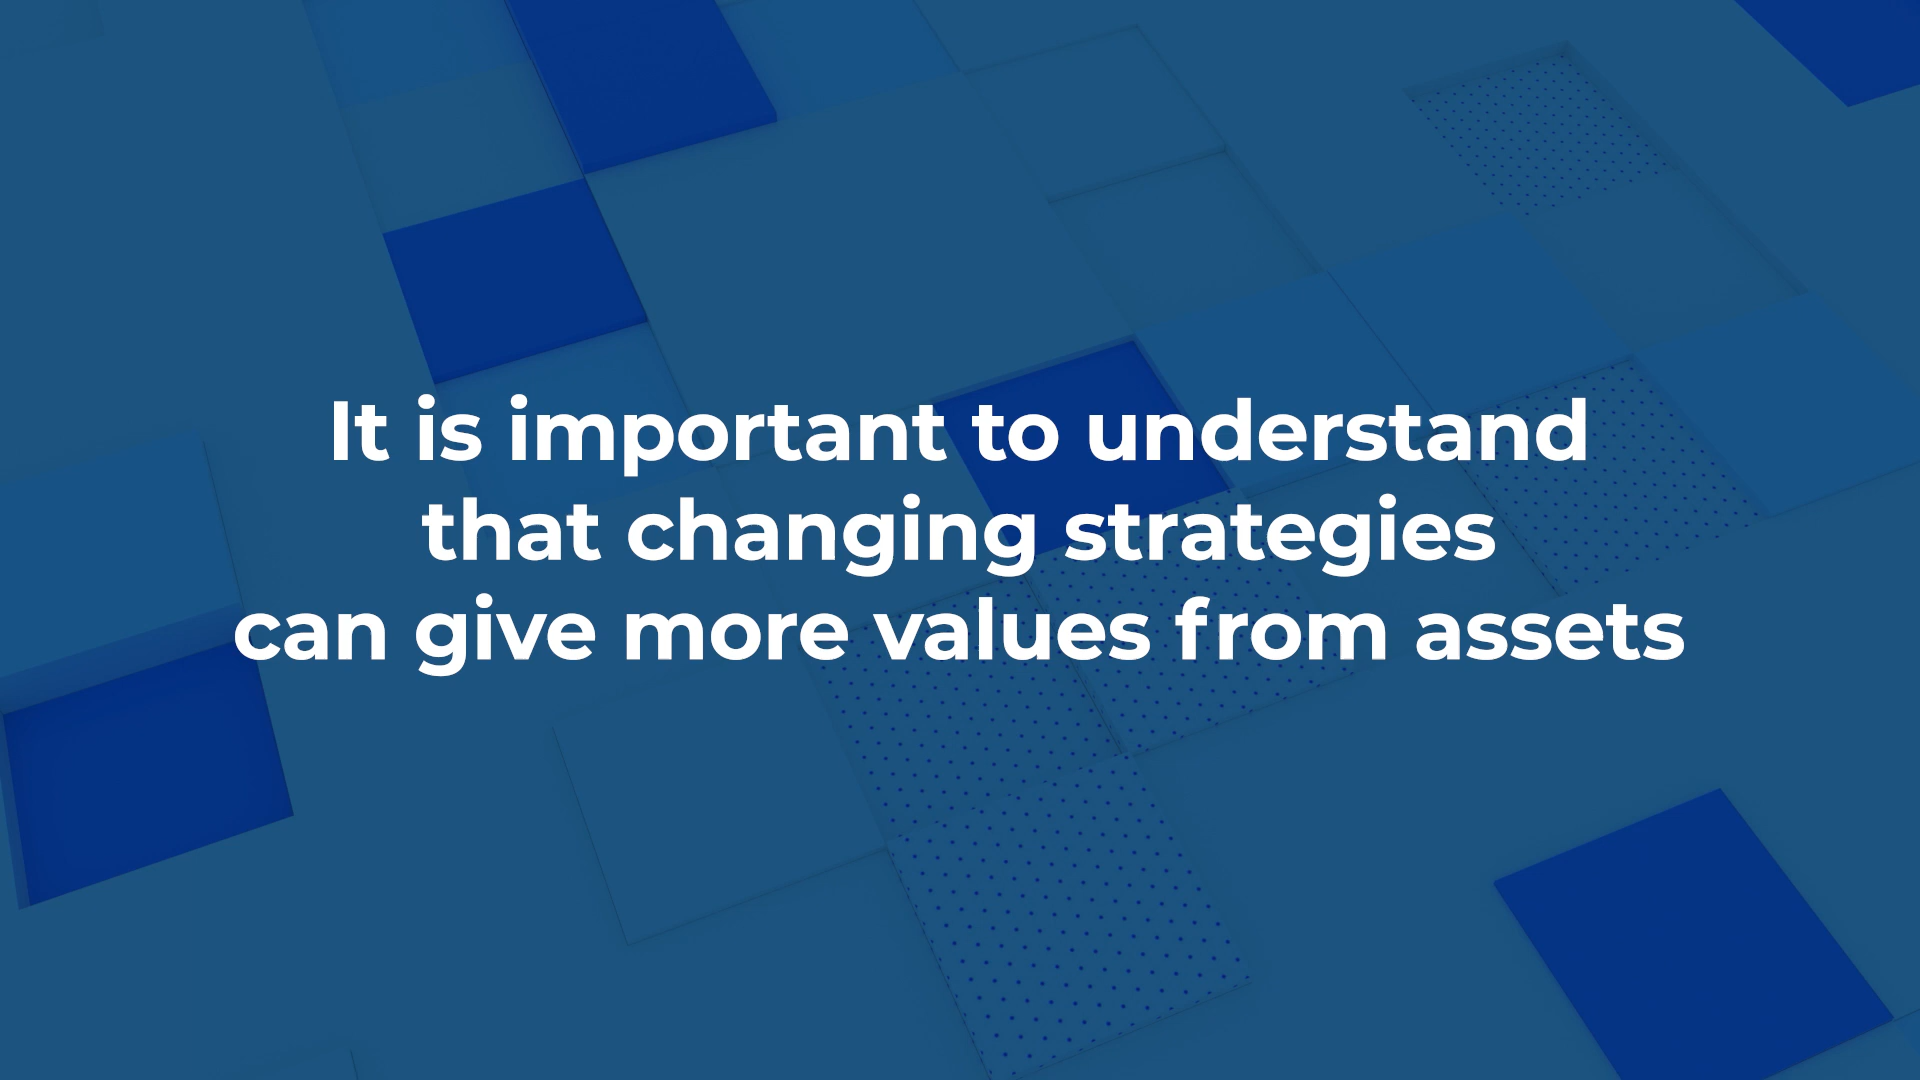 It is important to understand
that changing strategies
can give more values from assets